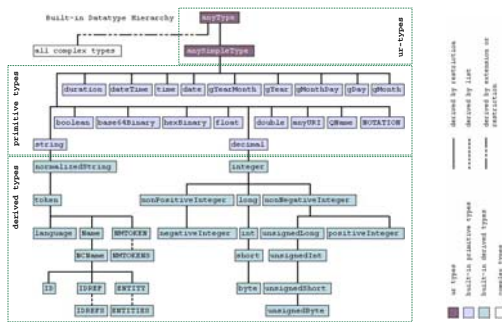 Built-in Datatype Hierarchy
anyType
all complex types
anySimpleType
ur-types
primitive types
duration dateTime time date gYearMonth gYear gMonthDay gDay gMonth
boolean base64Binary hexBinary float double anyURI QName NOTATION
string decimal
derived types
normalizedString integer
token nonPositiveInteger long nonNegativeInteger
language Name NMTOKEN negativeInteger int unsignedLong positiveInteger
NCName NMTOKENS short unsignedInt
ID IDREF ENTITY byte unsignedShort
IDREFS ENTITIES unsignedByte
derived by restriction
derived by list
derived by extension or
restriction
ur types
built-in primitive types
built-in derived types
complex types